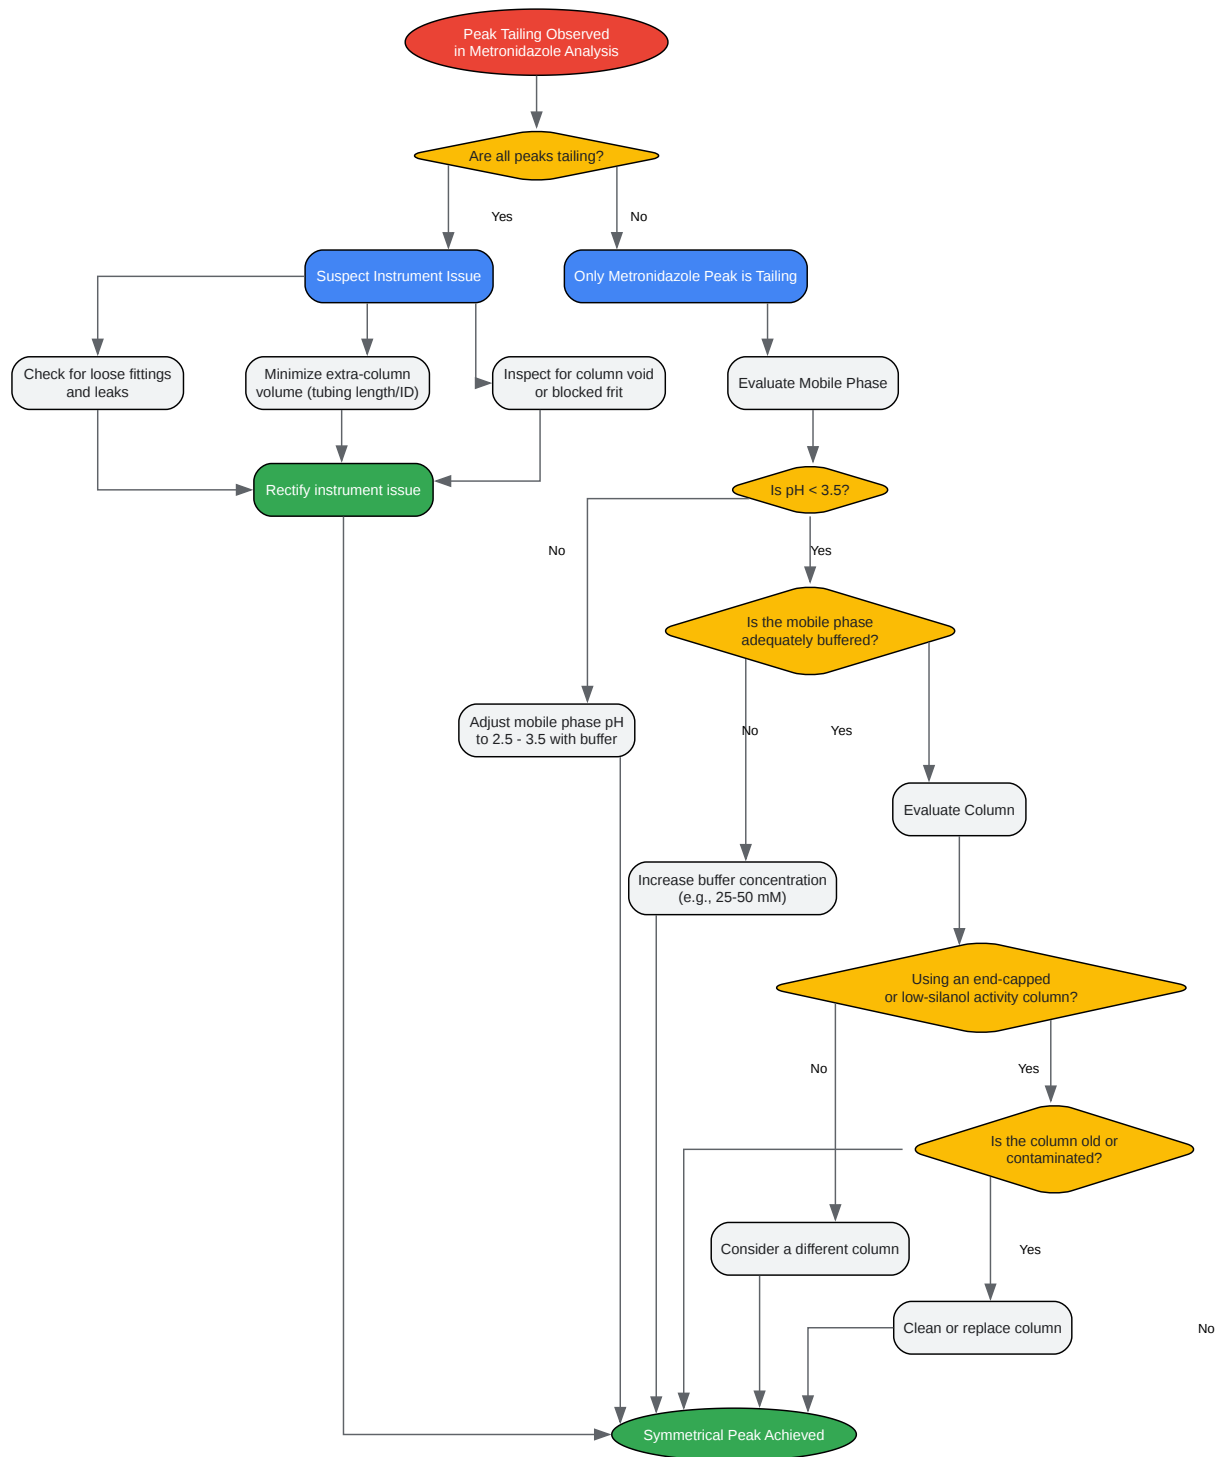 Peak Tailing Observed
in Metronidazole Analysis
Are all peaks tailing?
Yes
No
Suspect Instrument Issue
Only Metronidazole Peak is Tailing
Check for loose fittings
and leaks
Minimize extra-column
volume (tubing length/ID)
Inspect for column void
or blocked frit
Evaluate Mobile Phase
Rectify instrument issue
Is pH < 3.5?
No
Yes
Is the mobile phase
adequately buffered?
Adjust mobile phase pH
to 2.5 - 3.5 with buffer
No
Yes
Evaluate Column
Increase buffer concentration
(e.g., 25-50 mM)
Using an end-capped
or low-silanol activity column?
No
Yes
Is the column old or
contaminated?
Consider a different column
Yes
Clean or replace column
No
Symmetrical Peak Achieved